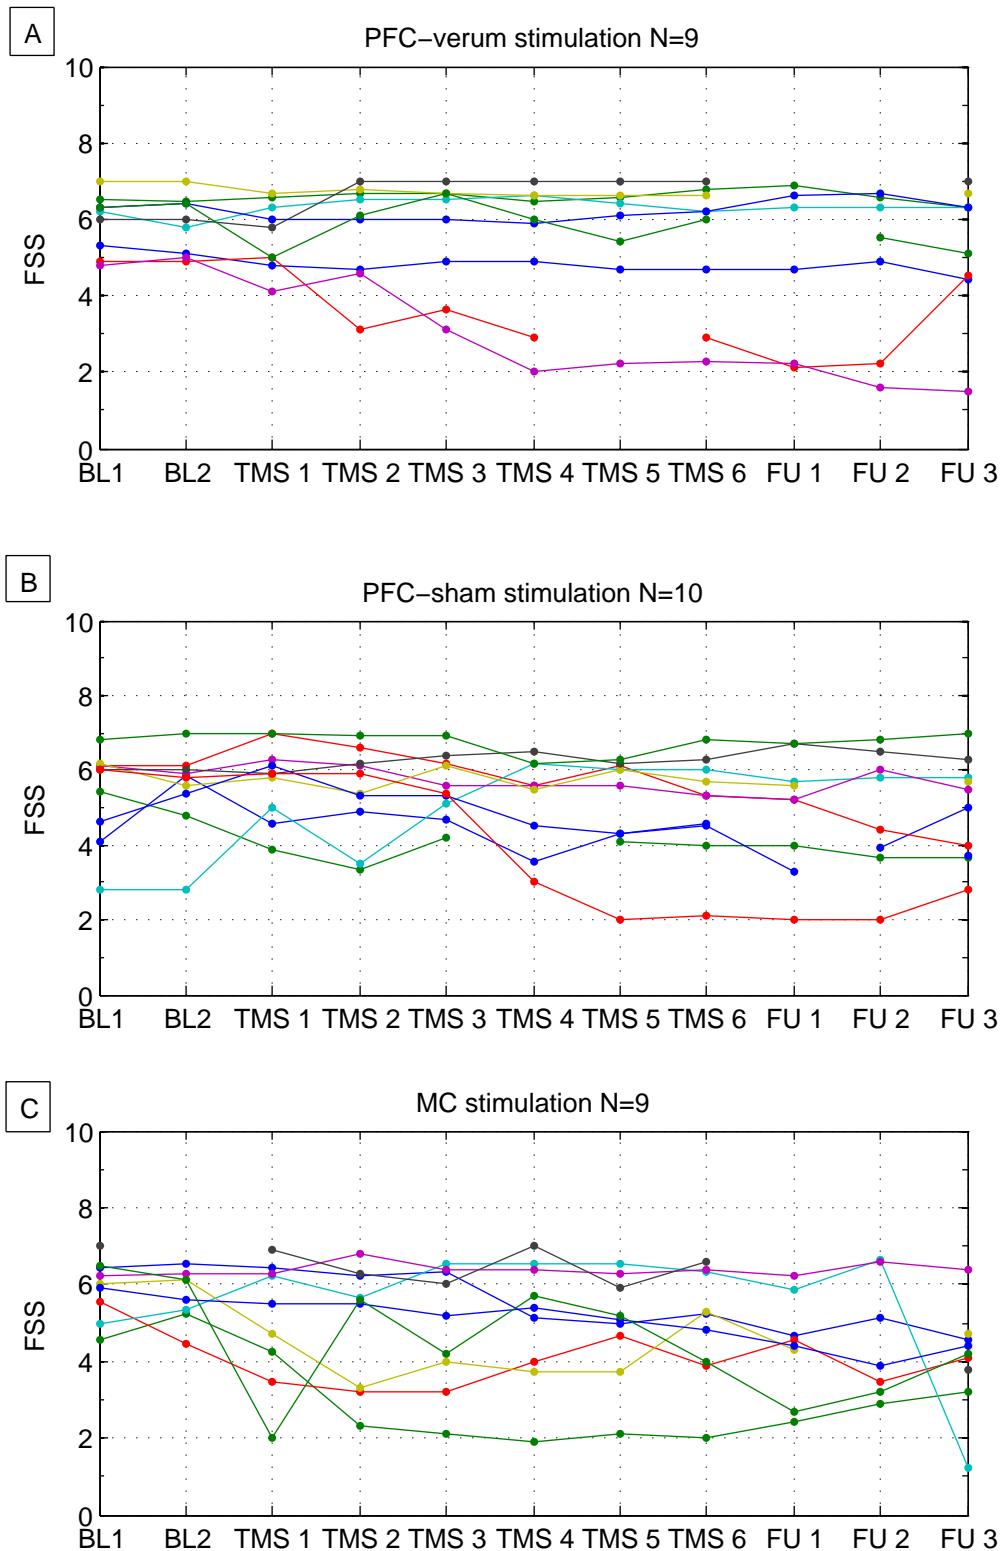 A
PFC−verum stimulation N=9
10
8
6
4
2
0
FSS
BL1 BL2 TMS 1 TMS 2 TMS 3 TMS 4 TMS 5 TMS 6 FU 1 FU 2 FU 3
B
PFC−sham stimulation N=10
10
8
6
4
2
0
FSS
BL1 BL2 TMS 1 TMS 2 TMS 3 TMS 4 TMS 5 TMS 6 FU 1 FU 2 FU 3
C
MC stimulation N=9
10
8
6
4
2
0
FSS
BL1 BL2 TMS 1 TMS 2 TMS 3 TMS 4 TMS 5 TMS 6 FU 1 FU 2 FU 3